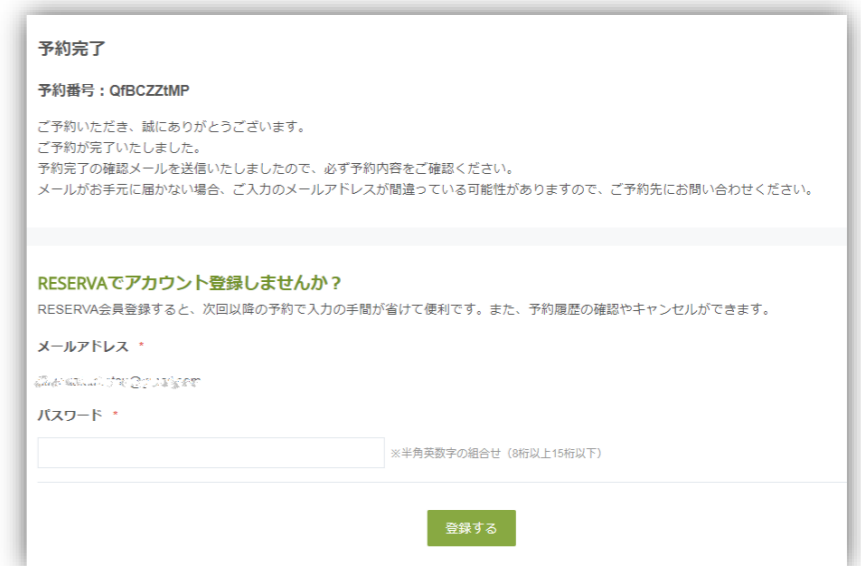 予約完了
予約番号：QfBCZZtMP
ご予約いただき、誠にありがとうございます。
ご予約が完了いたしました。
予約完了の確認メールを送信いたしましたので、必ず予約内容をご確認ください。
メールがお手元に届かない場合、ご入力のメールアドレスが間違っている可能性がありますので、ご予約先にお問い合わせください。
RESERVAでアカウント登録しませんか？
RESERVA会員登録すると、次回以降の予約で入力の手間が省けて便利です。また、予約履歴の確認やキャンセルができます。
メールアドレス *
パスワード *
※半角英数字の組合せ（8桁以上15桁以下）
登録する